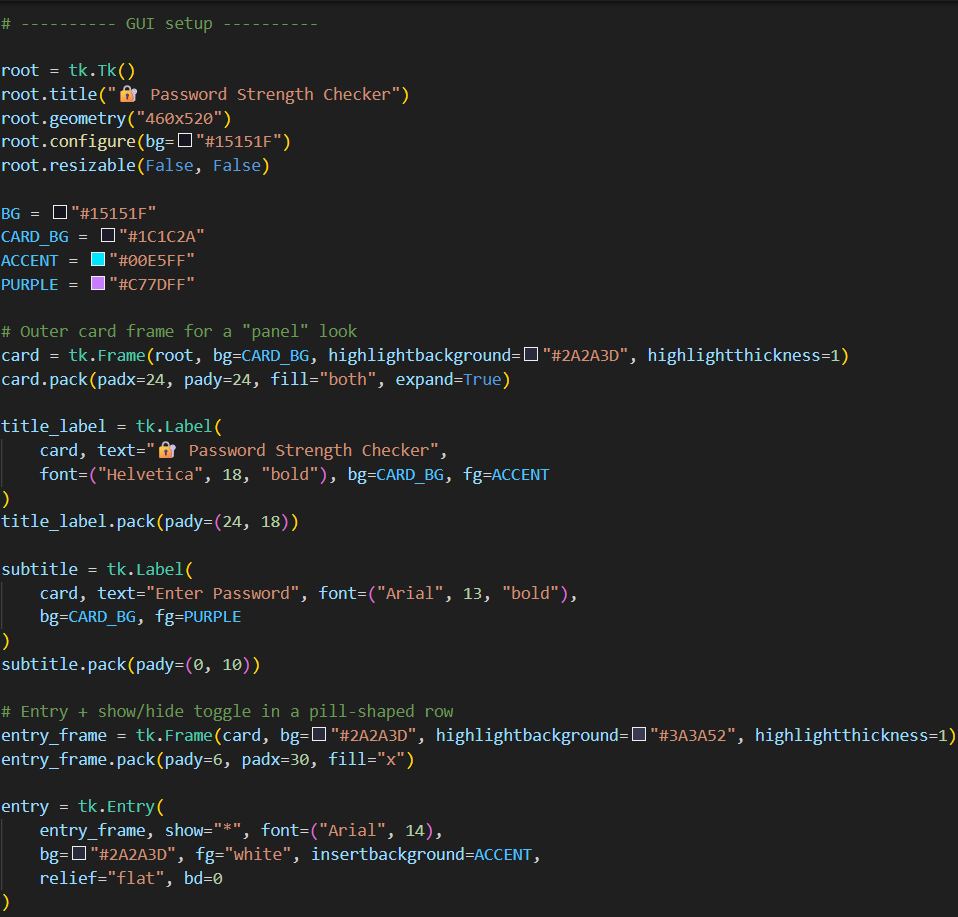 # ---------- GUI setup ----------

root = tk.Tk()
root.title("🔐 Password Strength Checker")
root.geometry("460x520")
root.configure(bg="#15151F")
root.resizable(False, False)

BG = "#15151F"
CARD_BG = "#1C1C2A"
ACCENT = "#00E5FF"
PURPLE = "#C77DFF"

# Outer card frame for a "panel" look
card = tk.Frame(root, bg=CARD_BG, highlightbackground="#2A2A3D", highlightthickness=1)
card.pack(padx=24, pady=24, fill="both", expand=True)

title_label = tk.Label(
    card, text="🔐 Password Strength Checker",
    font=("Helvetica", 18, "bold"), bg=CARD_BG, fg=ACCENT
)
title_label.pack(pady=(24, 18))

subtitle = tk.Label(
    card, text="Enter Password", font=("Arial", 13, "bold"),
    bg=CARD_BG, fg=PURPLE
)
subtitle.pack(pady=(0, 10))

# Entry + show/hide toggle in a pill-shaped row
entry_frame = tk.Frame(card, bg="#2A2A3D", highlightbackground="#3A3A52", highlightthickness=1)
entry_frame.pack(pady=6, padx=30, fill="x")

entry = tk.Entry(
    entry_frame, show="*", font=("Arial", 14),
    bg="#2A2A3D", fg="white", insertbackground=ACCENT,
    relief="flat", bd=0
)